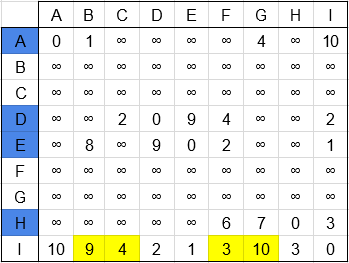 A B C D E F G H I
A 0 1 ∞ ∞ ∞ ∞ 4 ∞ 10
B ∞ ∞ ∞ ∞ ∞ ∞ ∞ ∞ ∞
C ∞ ∞ ∞ ∞ ∞ ∞ ∞ ∞ ∞
D ∞ ∞ 2 0 9 4 ∞ ∞ 2
E ∞ 8 ∞ 9 0 2 ∞ ∞ 1
F ∞ ∞ ∞ ∞ ∞ ∞ ∞ ∞ ∞
G ∞ ∞ ∞ ∞ ∞ ∞ ∞ ∞ ∞
H ∞ ∞ ∞ ∞ ∞ 6 7 0 3
I 10 9 4 2 1 3 10 3 0